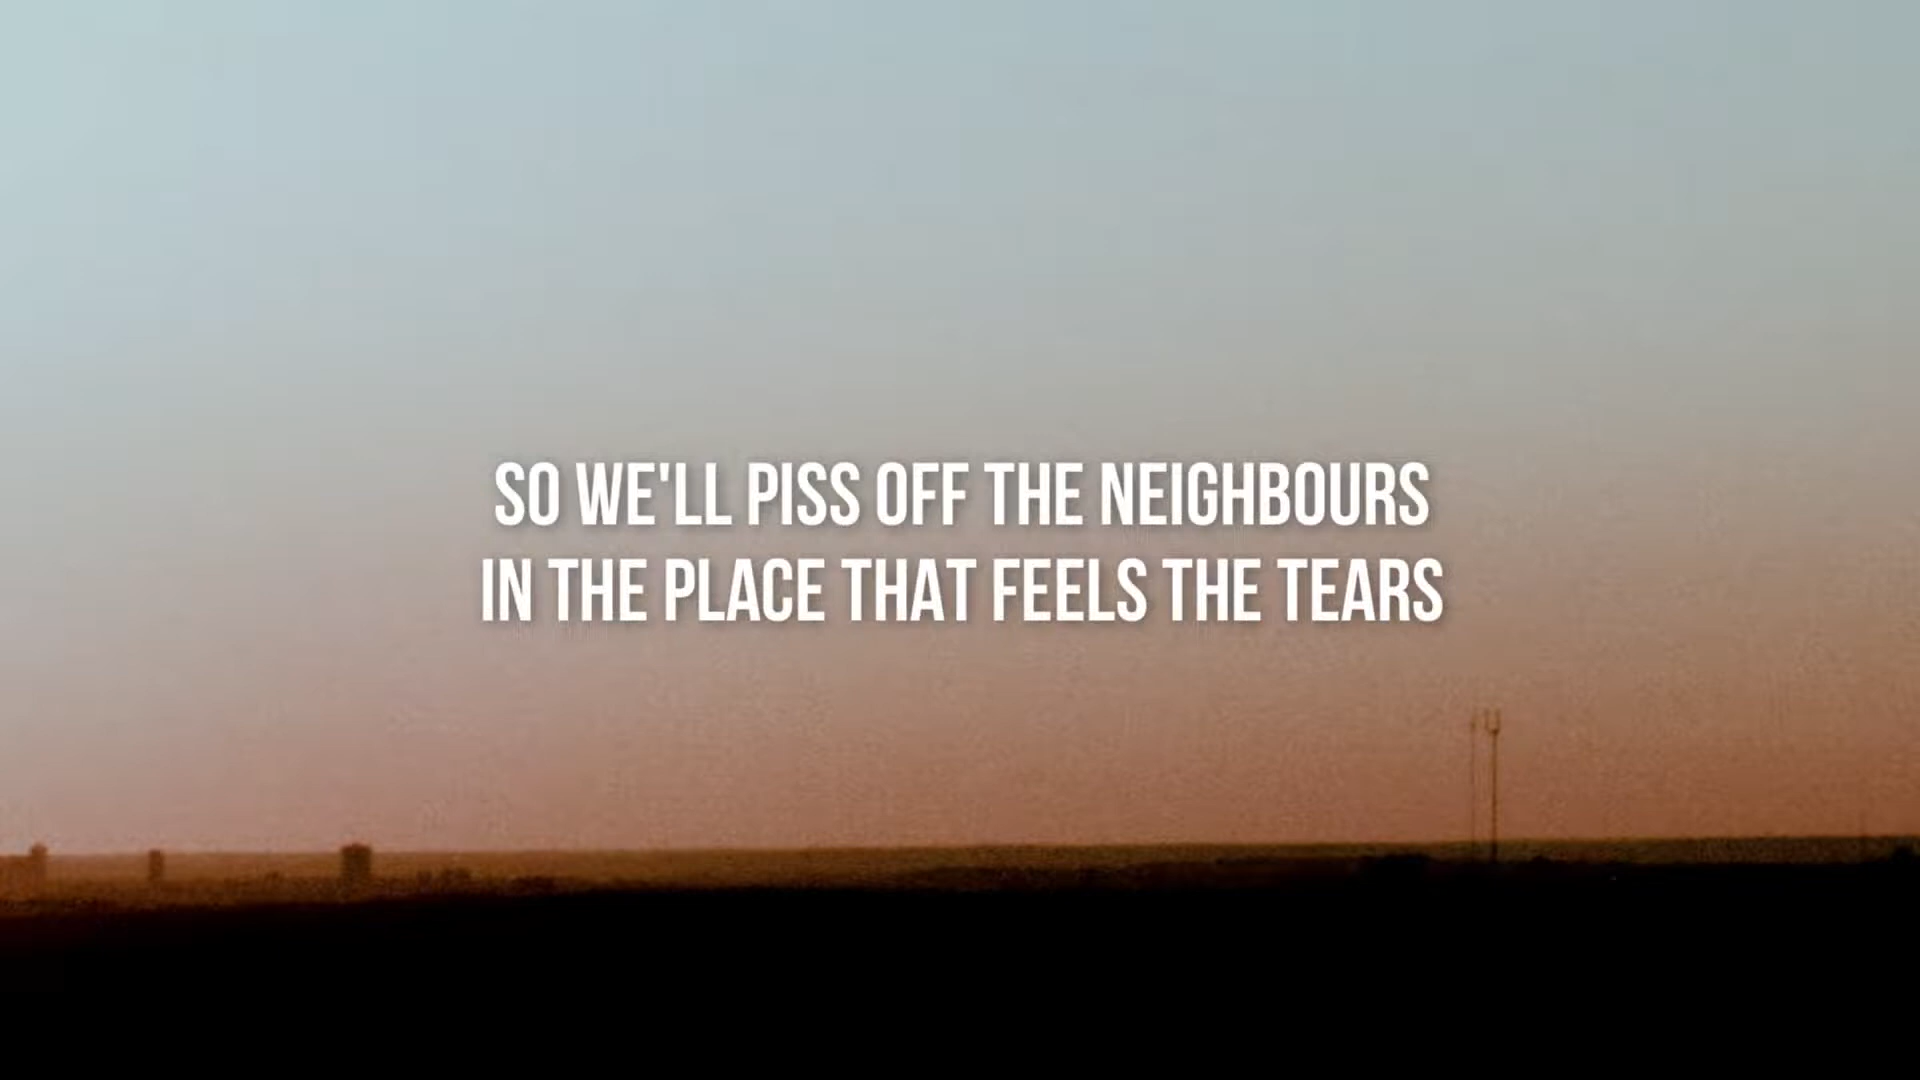 SO WE'LL PISS OFF THE NEIGHBOURS
IN THE PLACE THAT FEELS THE TEARS